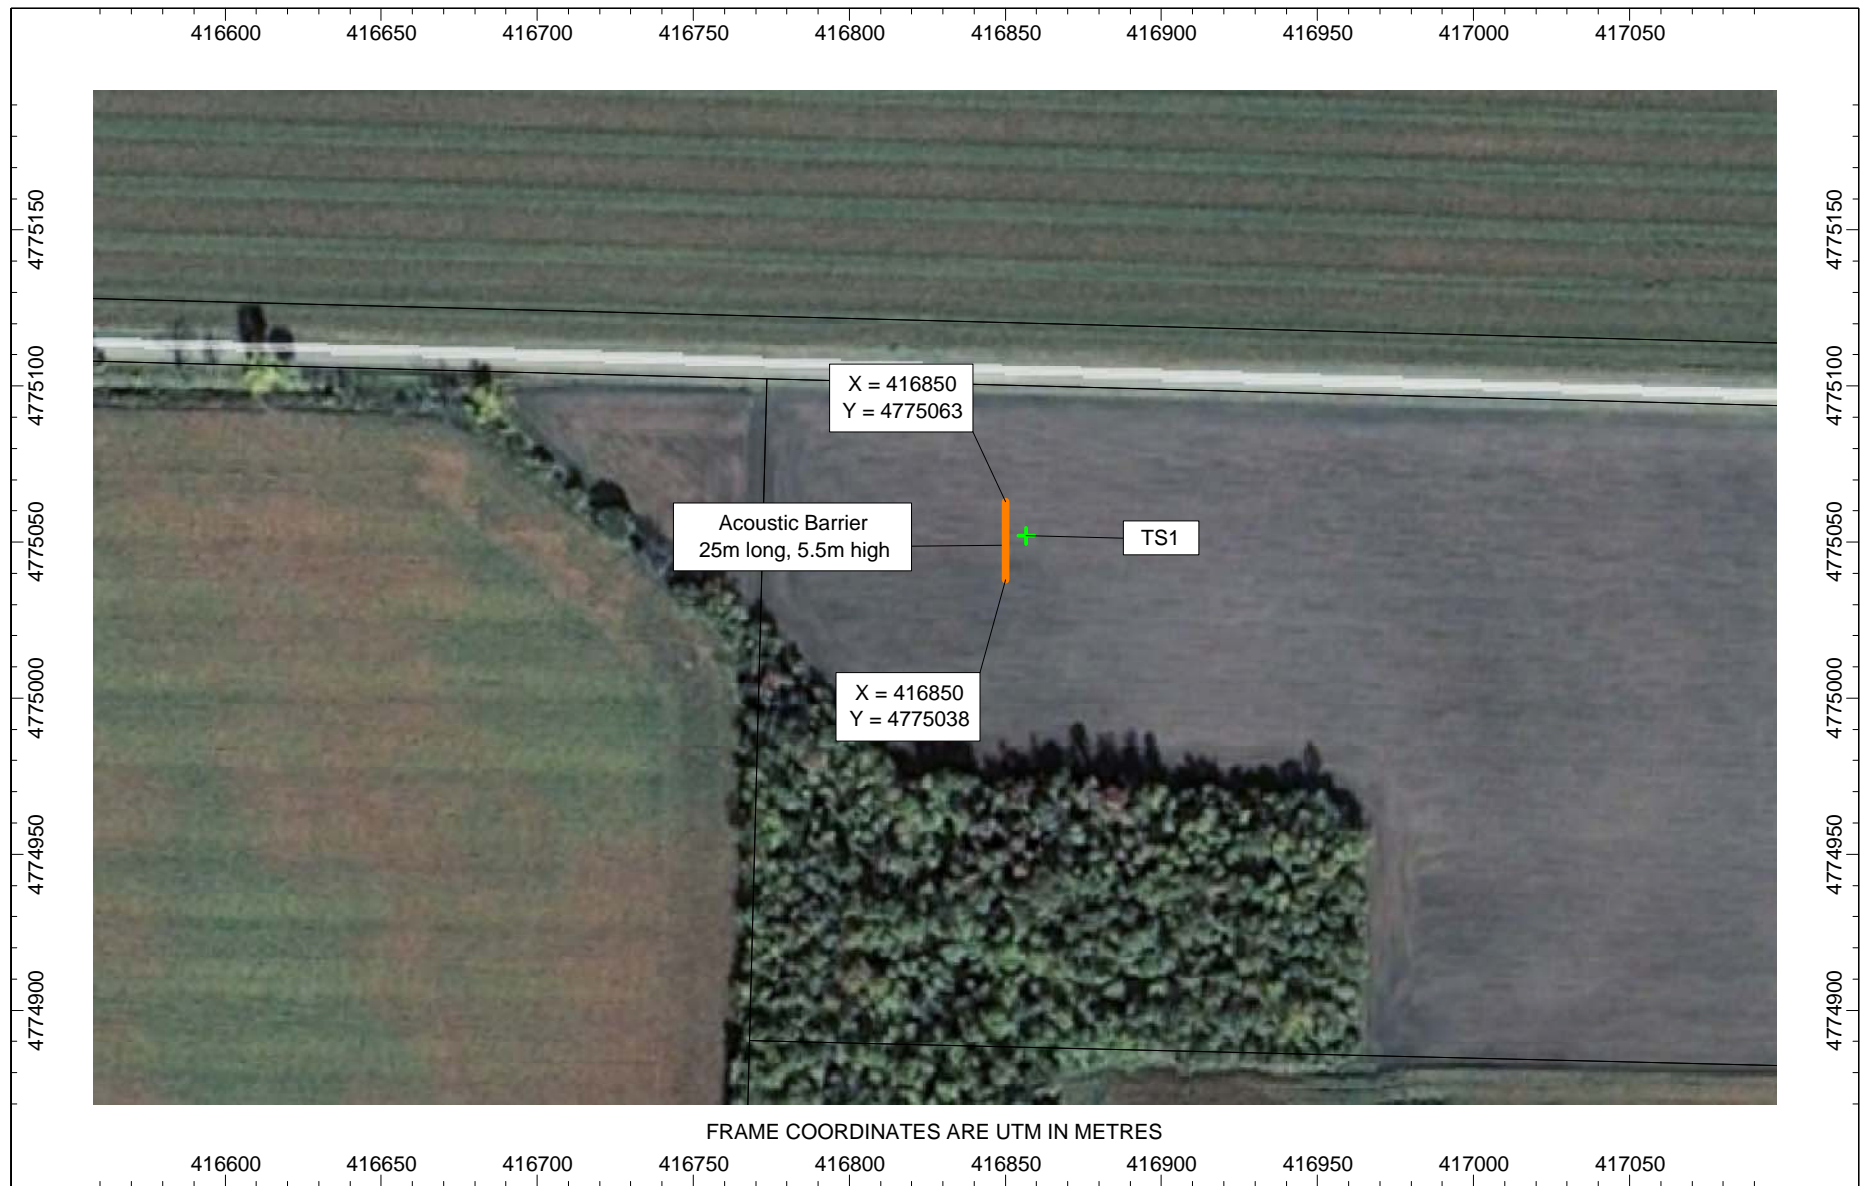 416600 416650 416700 416750 416800 416850 416900 416950 417000 417050
4775150
4775100
4775050
4775000
4774950
4774900
X = 416850
Y = 4775063
Acoustic Barrier
25m long, 5.5m high
TS1
X = 416850
Y = 4775038
4775150
4775100
4775050
4775000
4774950
4774900
FRAME COORDINATES ARE UTM IN METRES
416600 416650 416700 416750 416800 416850 416900 416950 417000 417050